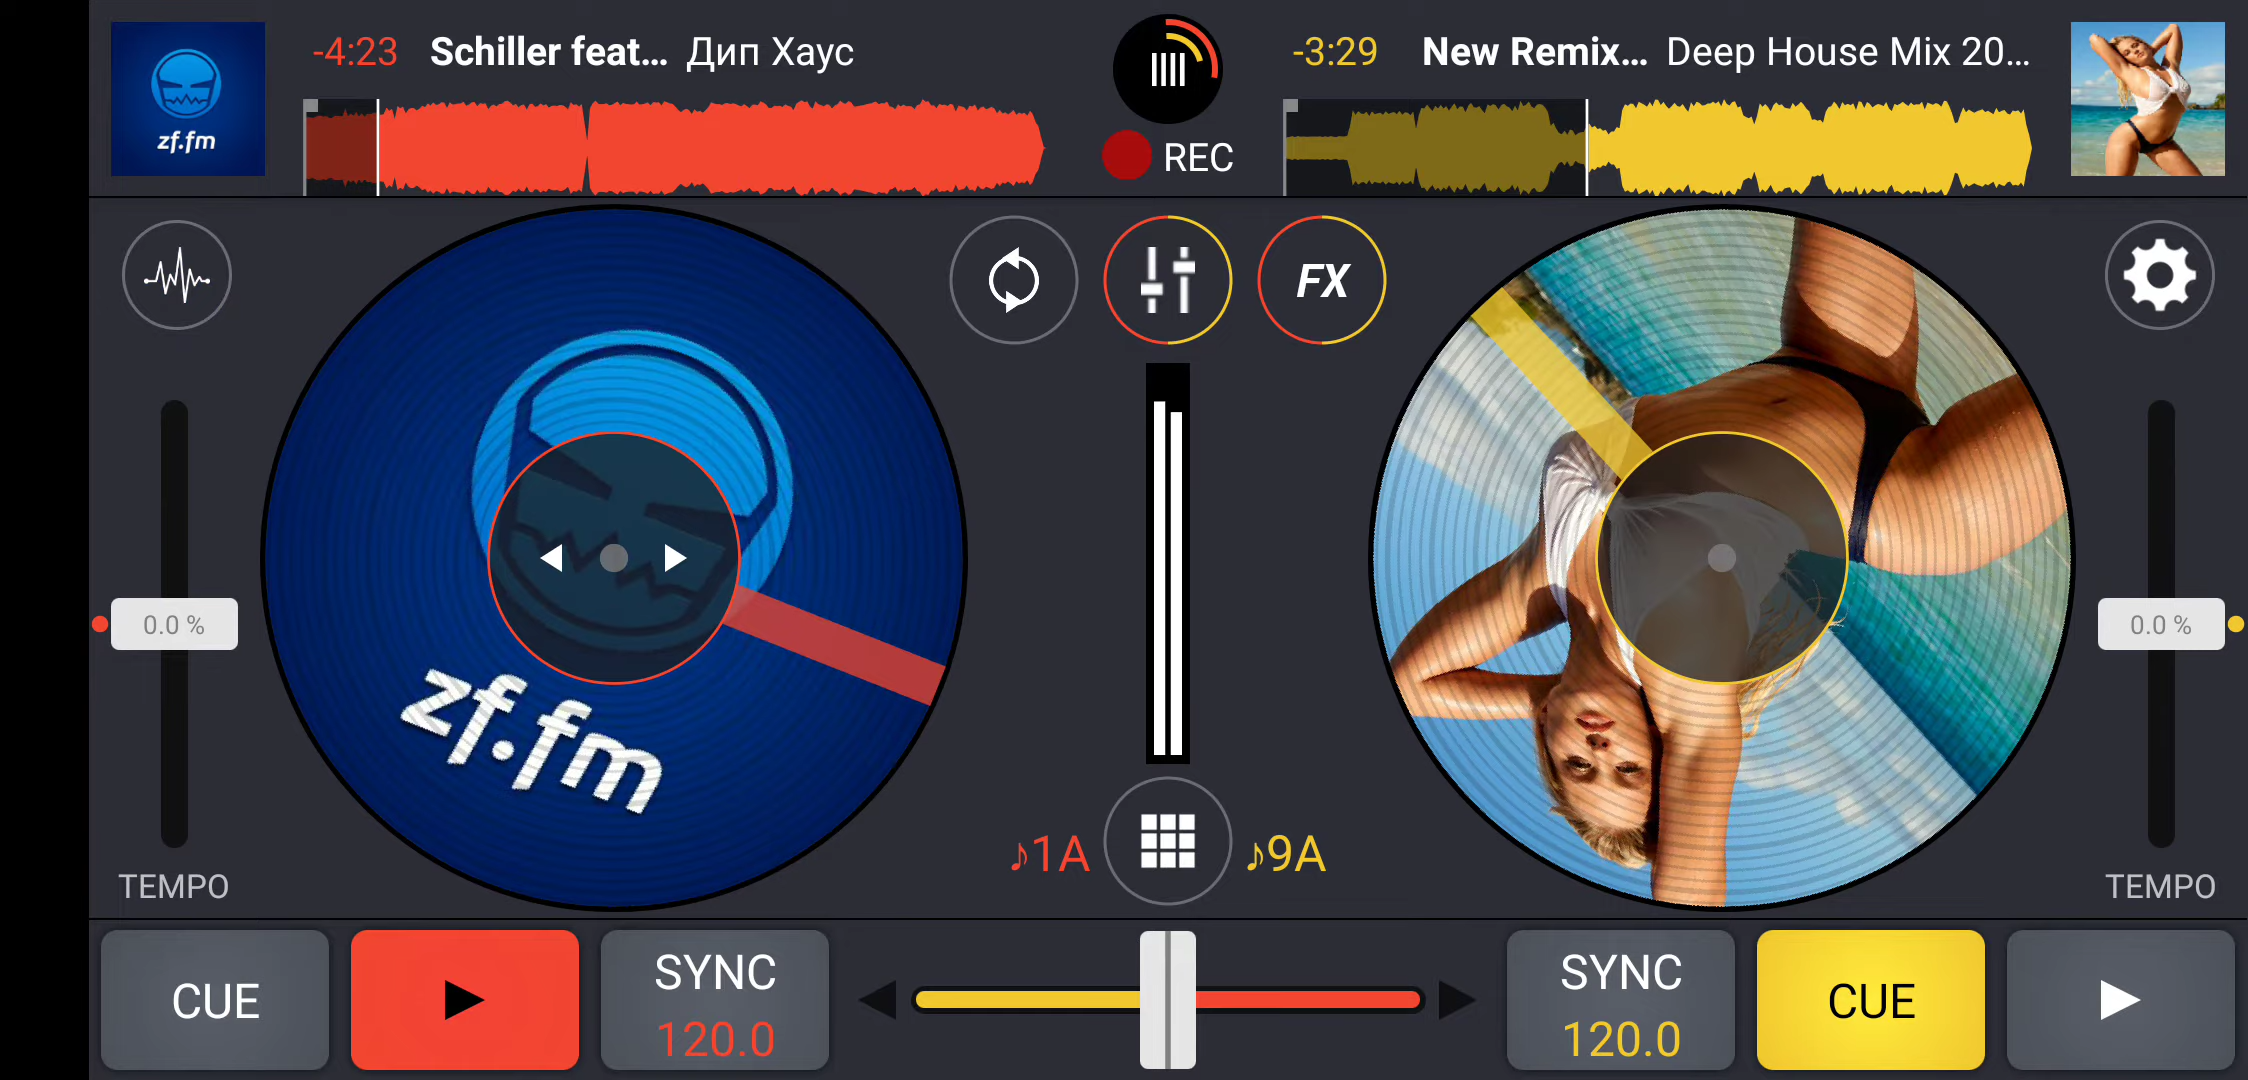 -4:23 Schiller feat... Дип Хаус
-3:29 New Remix... Deep House Mix 20...
zf.fm
REC
FX
0.0 %
0.0 %
zf.fm
♪1A
♪9A
TEMPO
TEMPO
CUE
SYNC
120.0
SYNC
120.0
CUE